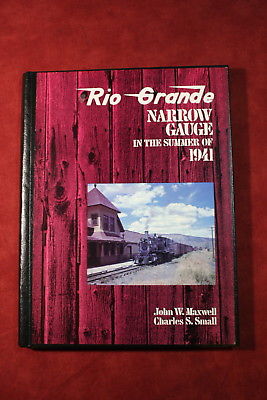 Rio Grande
NARROW
GAUGE
IN THE SUMMER OF
1941
John W. Maxwell
Charles S. Small